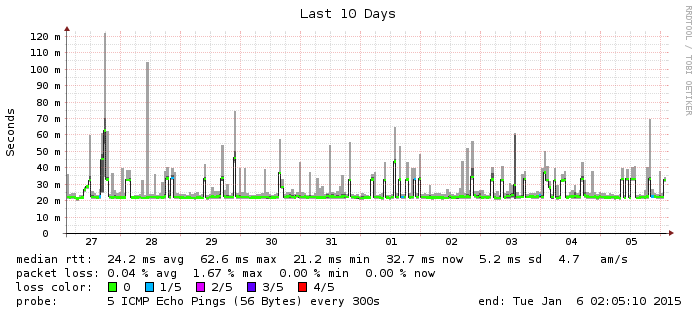 Last 10 Days
RRDTOOL / TOBI OETIKER
Seconds
120 m
110 m
100 m
90 m
80 m
70 m
60 m
50 m
40 m
30 m
20 m
10 m
0
27 28 29 30 31 01 02 03 04 05
median rtt: 24.2 ms avg 62.6 ms max 21.2 ms min 32.7 ms now 5.2 ms sd 4.7 am/s
packet loss: 0.04 % avg 1.67 % max 0.00 % min 0.00 % now
loss color: 0 1/5 2/5 3/5 4/5
probe: 5 ICMP Echo Pings (56 Bytes) every 300s end: Tue Jan 6 02:05:10 2015